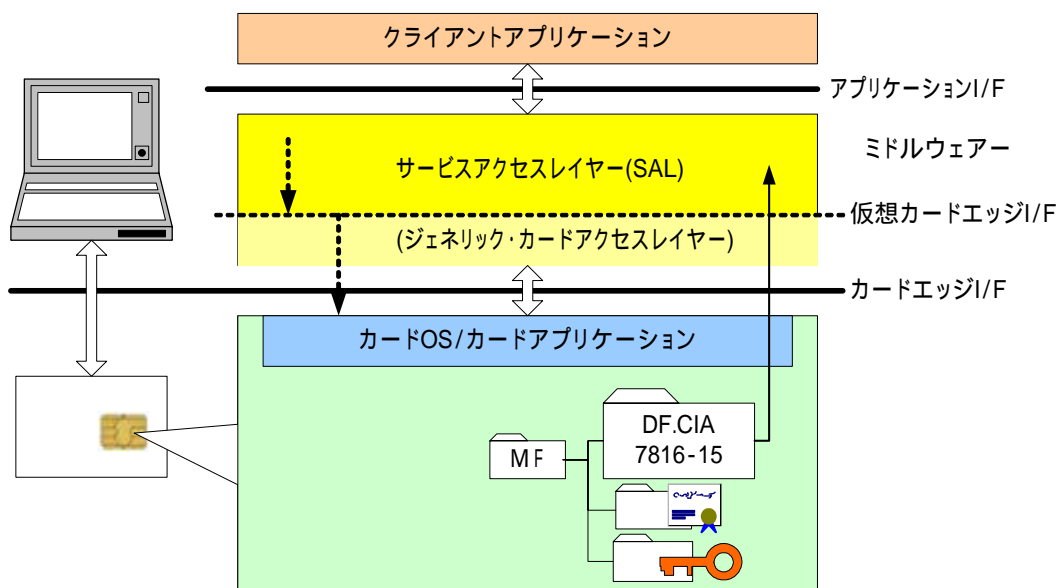 クライアントアプリケーション
アプリケーションI/F
ミドルウェアー
サービスアクセスレイヤー(SAL)
仮想カードエッジI/F
(ジェネリック・カードアクセスレイヤー)
カードエッジI/F
カードOS/カードアプリケーション
DF.CIA
7816-15
MF